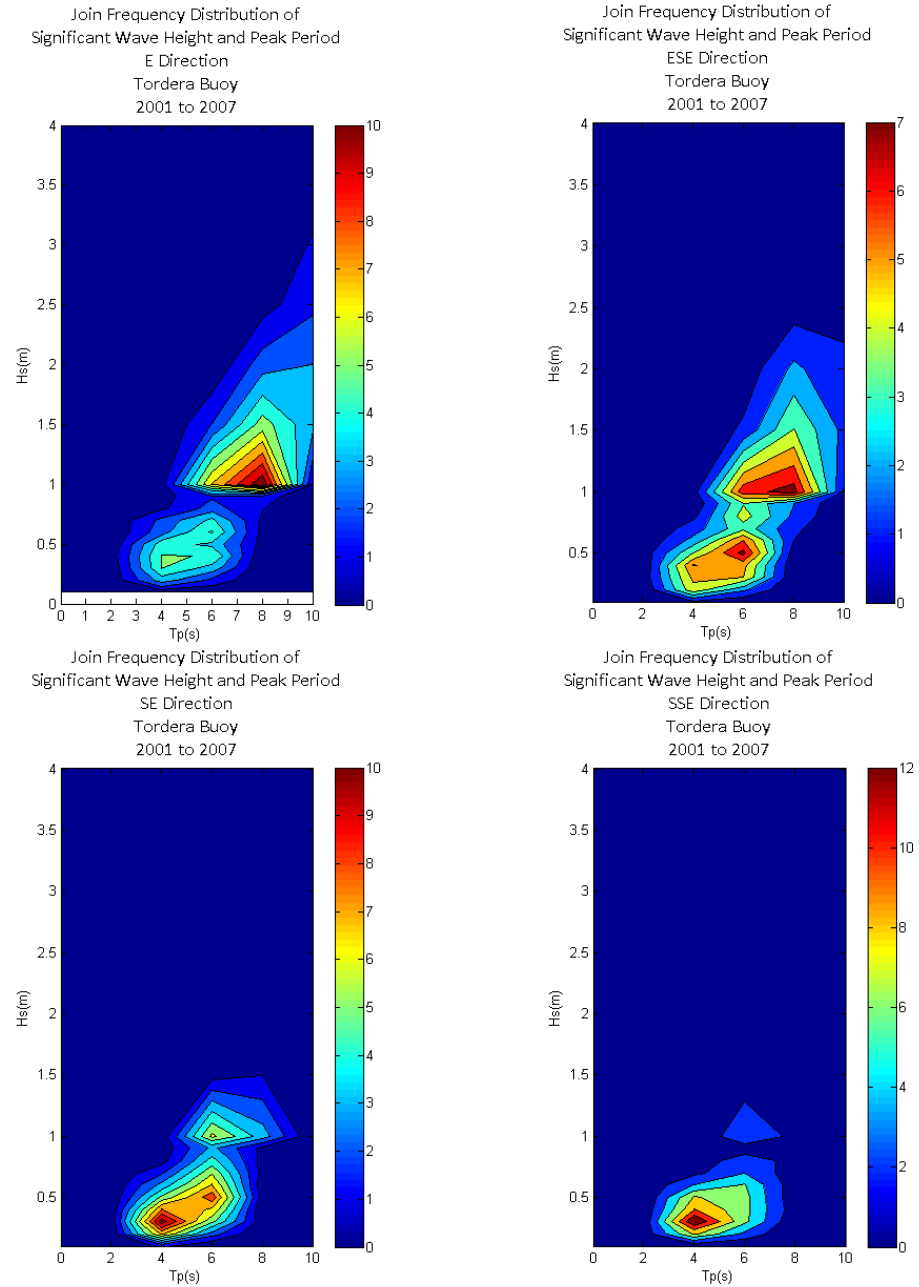 Join Frequency Distribution of
Significant Wave Height and Peak Period
E Direction
Tordera Buoy
2001 to 2007
4
3.5
3
2.5
2
1.5
1
0.5
0
Hs(m)
0 1 2 3 4 5 6 7 8 9 10
Tp(s)
10
9
8
7
6
5
4
3
2
1
0
Join Frequency Distribution of
Significant Wave Height and Peak Period
ESE Direction
Tordera Buoy
2001 to 2007
4
3.5
3
2.5
2
1.5
1
0.5
Hs(m)
0 2 4 6 8 10
Tp(s)
7
6
5
4
3
2
1
0
Join Frequency Distribution of
Significant Wave Height and Peak Period
SE Direction
Tordera Buoy
2001 to 2007
4
3.5
3
2.5
2
1.5
1
0.5
Hs(m)
0 2 4 6 8 10
Tp(s)
10
9
8
7
6
5
4
3
2
1
0
Join Frequency Distribution of
Significant Wave Height and Peak Period
SSE Direction
Tordera Buoy
2001 to 2007
4
3.5
3
2.5
2
1.5
1
0.5
Hs(m)
0 2 4 6 8 10
Tp(s)
12
10
8
6
4
2
0